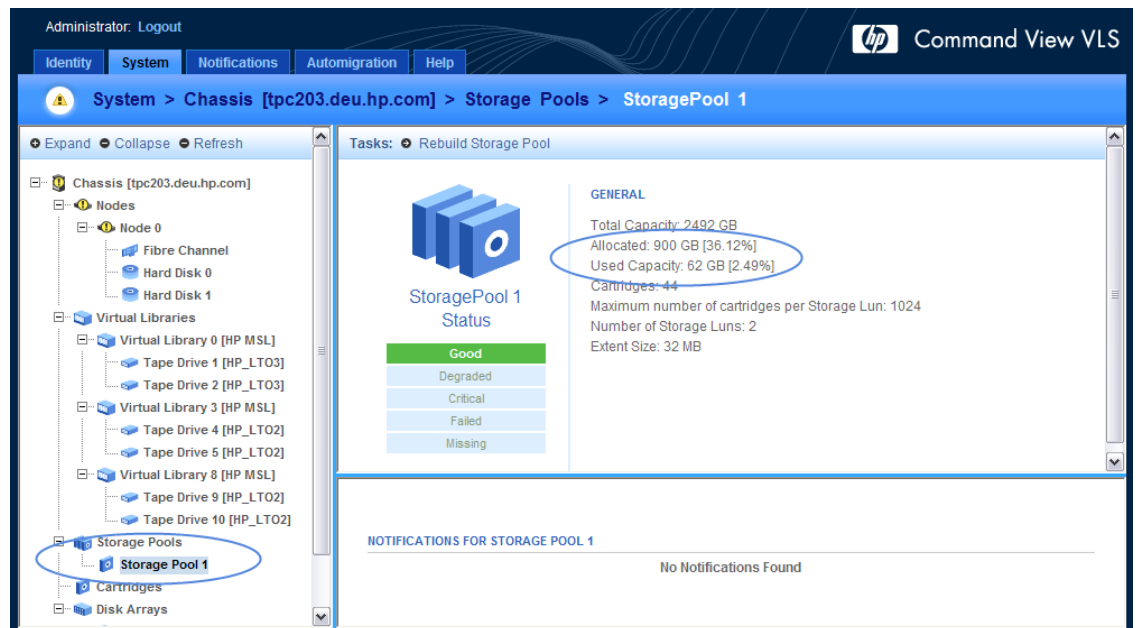 Administrator: Logout
hp Command View VLS
Identity System Notifications Automigration Help
System > Chassis [tpc203.deu.hp.com] > Storage Pools > StoragePool 1
Expand Collapse Refresh
Chassis [tpc203.deu.hp.com]
Nodes
Node 0
Fibre Channel
Hard Disk 0
Hard Disk 1
Virtual Libraries
Virtual Library 0 [HP MSL]
Tape Drive 1 [HP_LTO3]
Tape Drive 2 [HP_LTO3]
Virtual Library 3 [HP MSL]
Tape Drive 4 [HP_LTO2]
Tape Drive 5 [HP_LTO2]
Virtual Library 8 [HP MSL]
Tape Drive 9 [HP_LTO2]
Tape Drive 10 [HP_LTO2]
Storage Pools
Storage Pool 1
Cartridges
Disk Arrays
Tasks: Rebuild Storage Pool
StoragePool 1
Status
Good
Degraded
Critical
Failed
Missing
GENERAL
Total Capacity: 2492 GB
Allocated: 900 GB [36.12%]
Used Capacity: 62 GB [2.49%]
Cartridges: 44
Maximum number of cartridges per Storage Lun: 1024
Number of Storage Luns: 2
Extent Size: 32 MB
NOTIFICATIONS FOR STORAGE POOL 1
No Notifications Found